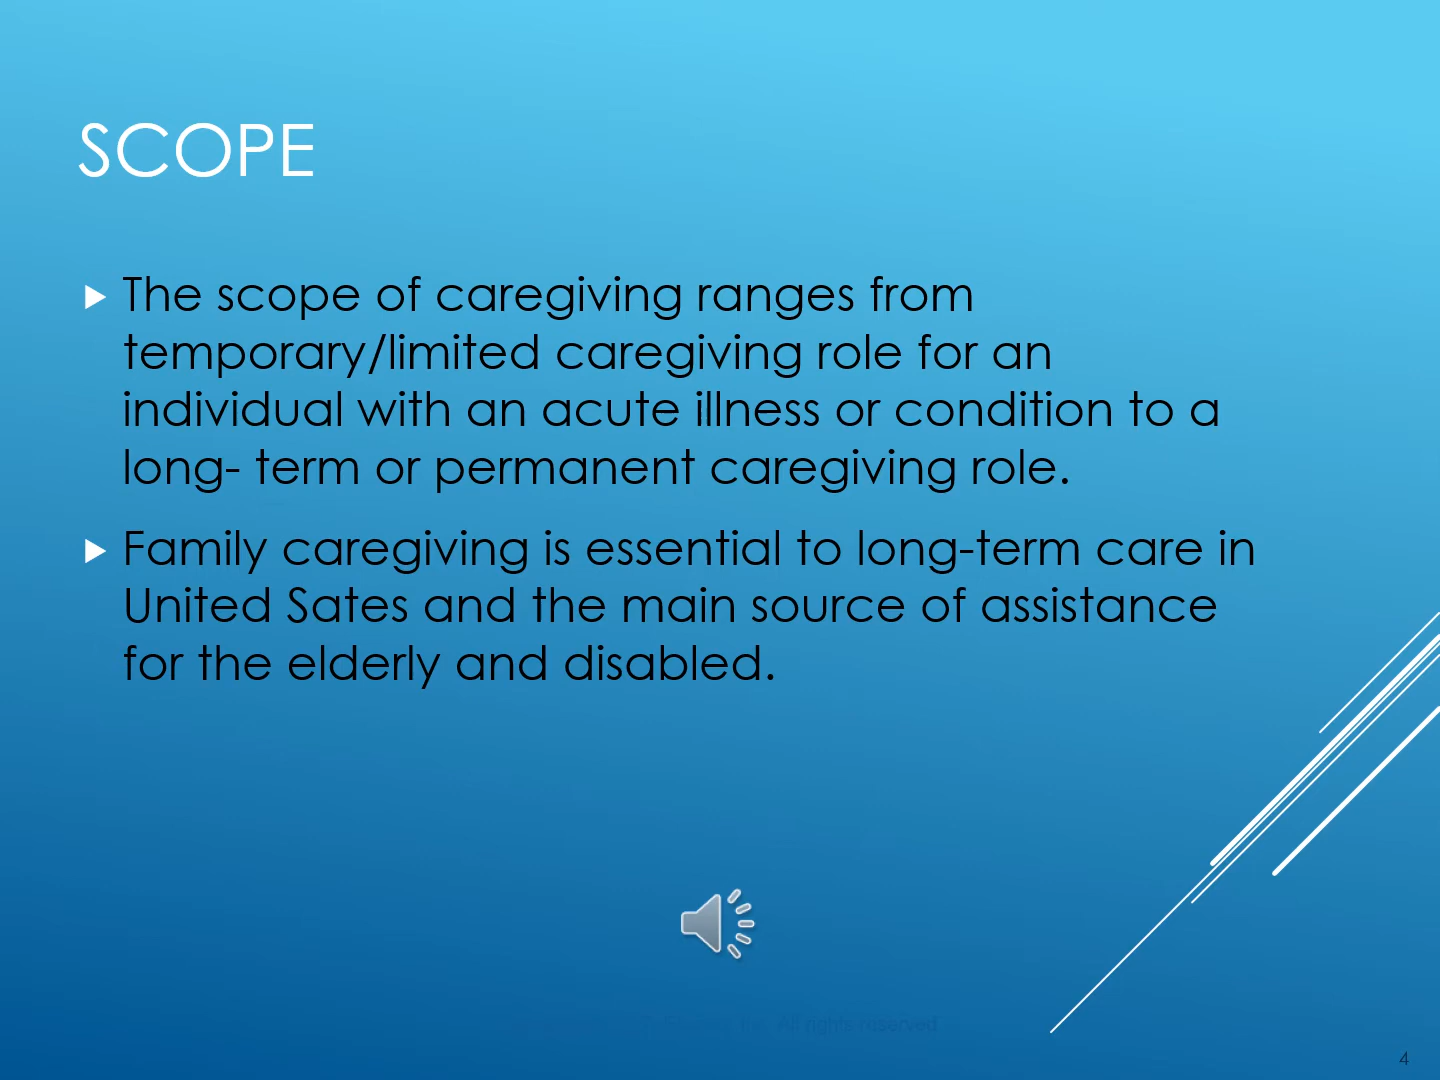 SCOPE
The scope of caregiving ranges from
temporary/limited caregiving role for an
individual with an acute illness or condition to a
long- term or permanent caregiving role.
Family caregiving is essential to long-term care in
United Sates and the main source of assistance
for the elderly and disabled.
All rights reserved
4